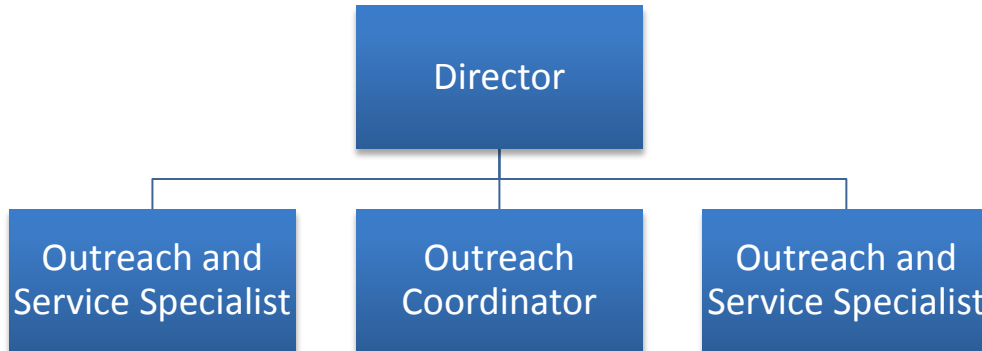 Director
Outreach and
Service Specialist
Outreach
Coordinator
Outreach and
Service Specialist